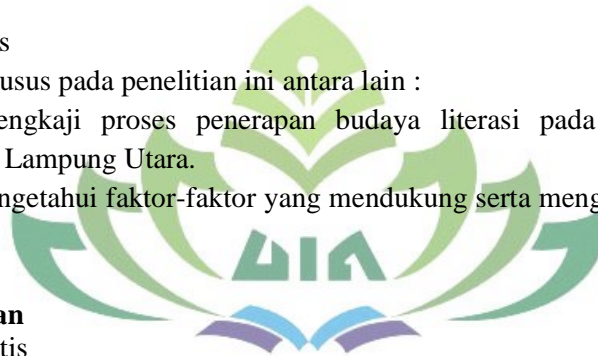 s
usus pada penelitian ini antara lain :
engkaji proses penerapan budaya literasi pada
Lampung Utara.
ngetahui faktor-faktor yang mendukung serta meng
UIA
an
tis